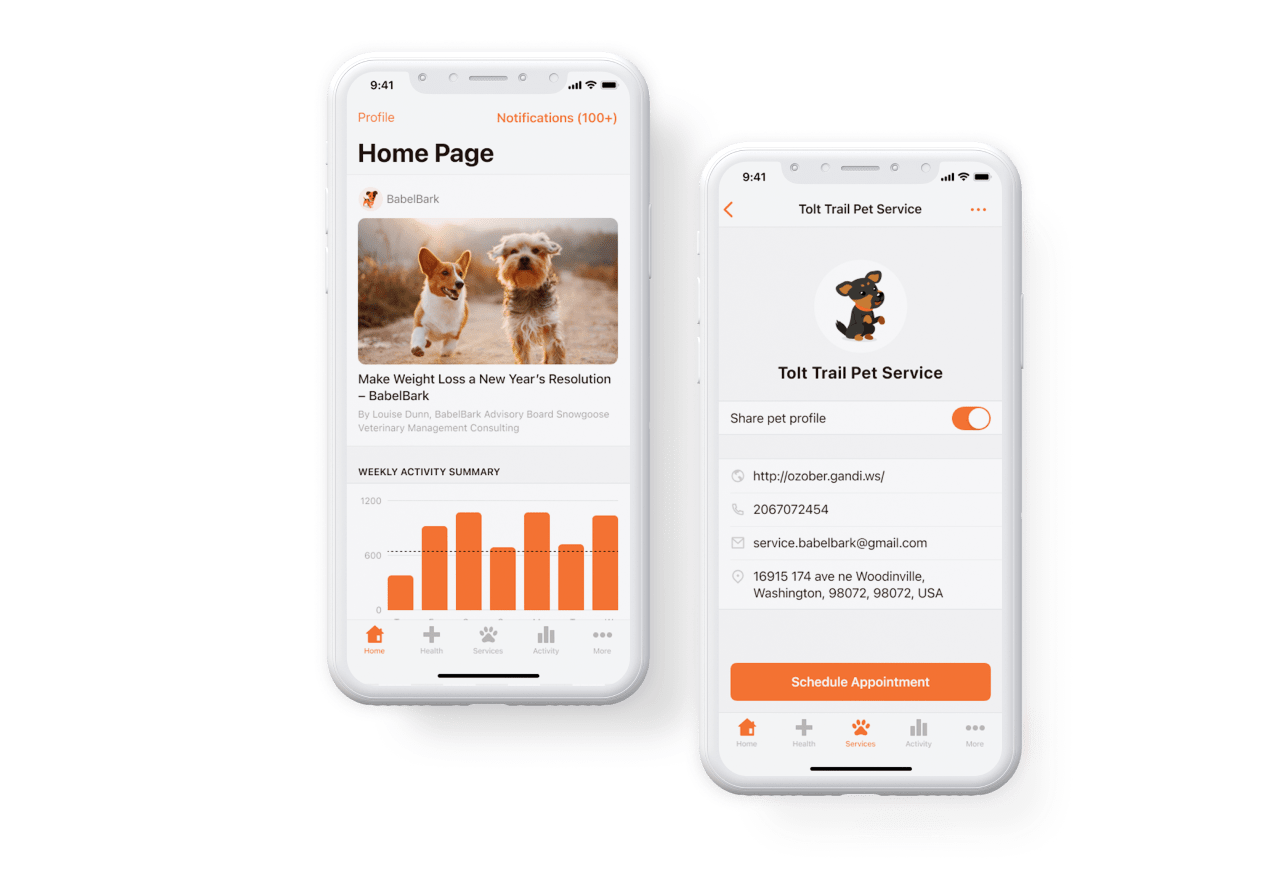 9:41
Profile
Notifications (100+)
Home Page
BabelBark
Make Weight Loss a New Year's Resolution
– BabelBark
By Louise Dunn, BabelBark Advisory Board Snowgoose
Veterinary Management Consulting
WEEKLY ACTIVITY SUMMARY
1200
600
0
Home
Health
Services
Activity
More
9:41
Tolt Trail Pet Service
Tolt Trail Pet Service
Share pet profile
http://ozober.gandi.ws/
2067072454
service.babelbark@gmail.com
16915 174 ave ne Woodinville,
Washington, 98072, 98072, USA
Schedule Appointment
Home
Health
Services
Activity
More